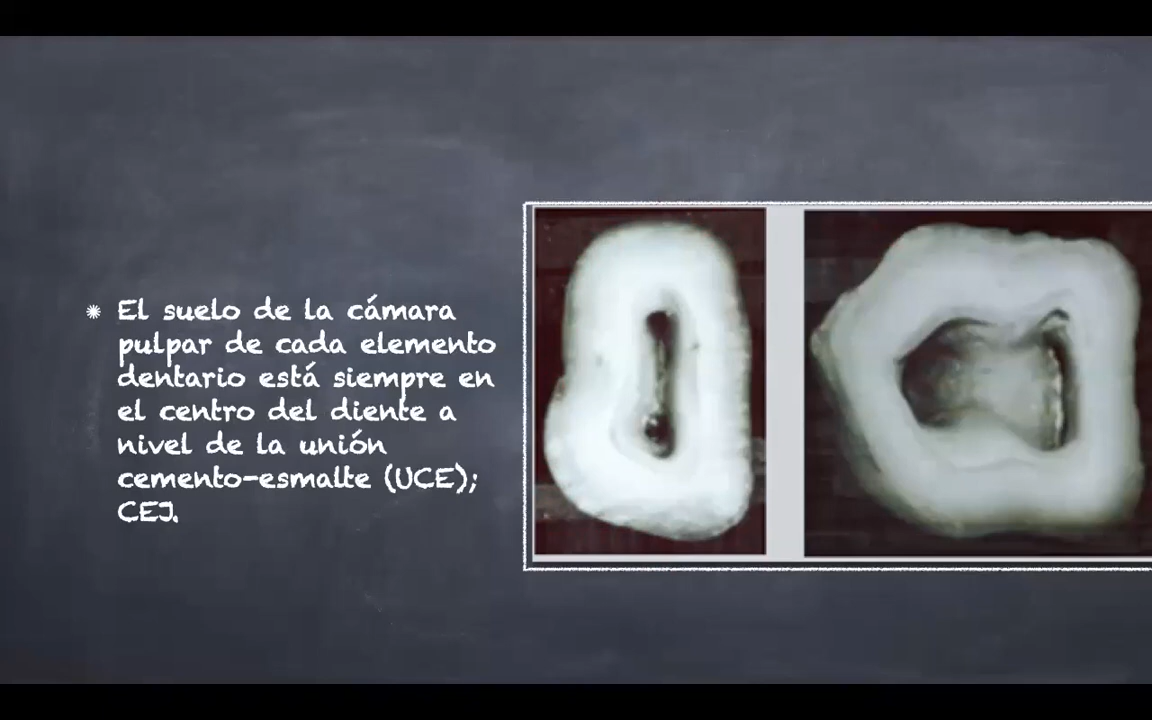 El suelo de la cámara
pulpar de cada elemento
dentario está siempre en
el centro del diente a
nivel de la unión
cemento-esmalte (UCE);
CEJ.